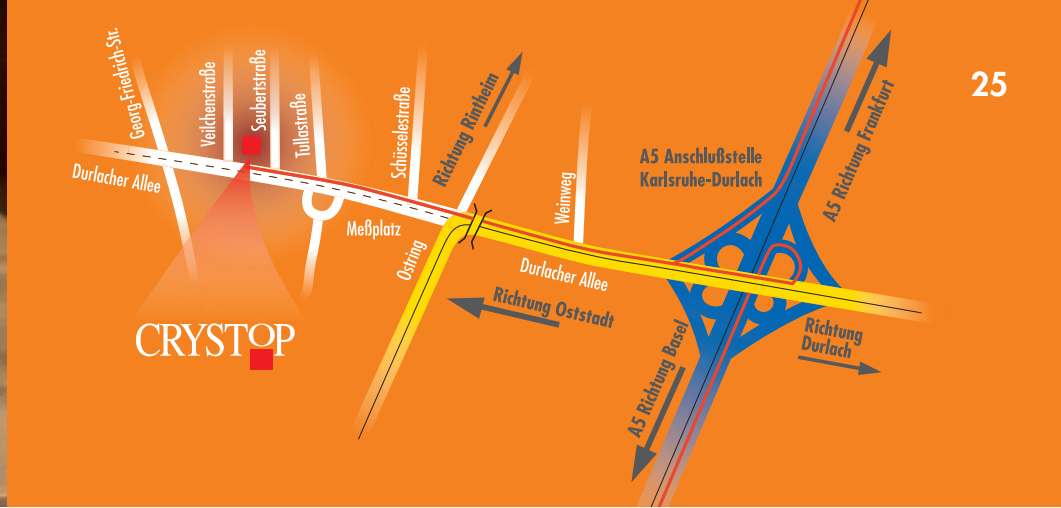 Georg-Friedrich-Str.
Veilchenstraße
Seubertstraße
Tullastraße
Schüsselestraße
Richtung Rintheim
A5 Richtung Frankfurt
25
A5 Anschlußstelle
Karlsruhe-Durlach
Durlacher Allee
Meßplatz
Weinweg
Ostring
Durlacher Allee
Richtung Oststadt
Richtung
Durlach
A5 Richtung Basel
CRYSTOP